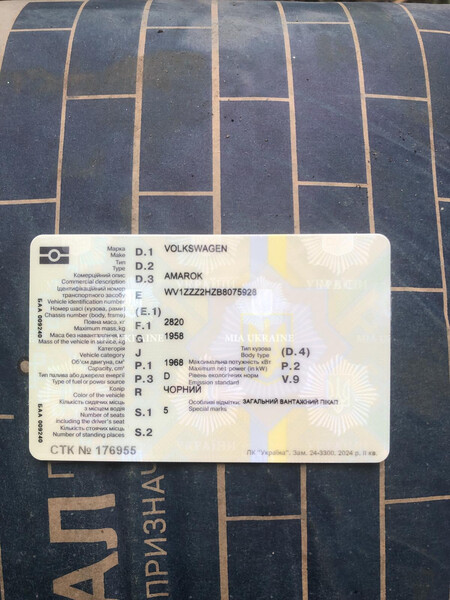 Марка
Make D.1 VOLKSWAGEN
Тип
Type D.2
Комерційний опис
Commercial description D.3 AMAROK
Ідентифікаційний номер
транспортного засобу
Vehicle identification number E WV1ZZZ2HZB8075928
Номер шасі (кузова, рами)
Chassis number (body, frame) (E.1)
Повна маса, кг
Maximum mass, kg F.1 2820
Маса без навантаження, кг
Mass of the vehicle in service, kg G 1958
Категорія
Vehicle category J
Тип кузова
Body type (D.4)
Об'єм двигуна, см³
Capacity, cm³ P.1 1968
Максимальна потужність, кВт
Maximum net power (in kW) P.2
Тип палива або джерело енергії
Type of fuel or power source P.3 D
Рівень екологічних норм
Emission standard V.9
Колір
Color of the vehicle R ЧОРНИЙ
Кількість сидячих місць
з місцем водія
Number of seats
including the driver's seat S.1 5
Особливі відмітки: ЗАГАЛЬНИЙ ВАНТАЖНИЙ ПІКАП
Special marks
Кількість стоячих місць
Number of standing places S.2
СТК № 176955
ПК "Україна". Зам. 24-3300. 2024 р. ІІ кв.
БАА 009240
БАА 009240
MIA UKRAINE
АЛ
ПРИЗНАЧ